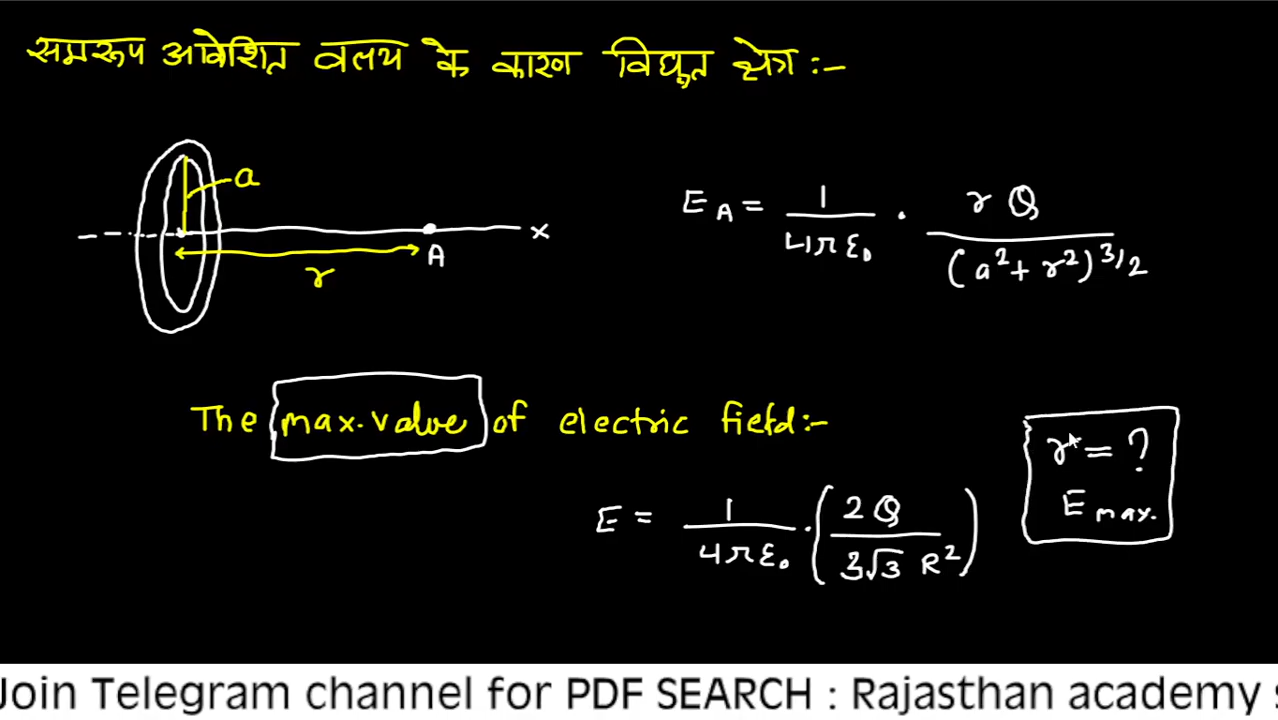 समरूप आवेशित वलय के कारण विद्युत क्षेत्र :-
a
A
x
r
E_A = 1/4πε₀ · rQ/(a² + r²)^3/2
The max. value of electric field :-
r* = ?
E max.
E = 1/4πε₀ · (2Q/3√3 R²)
Join Telegram channel for PDF SEARCH : Rajasthan academy